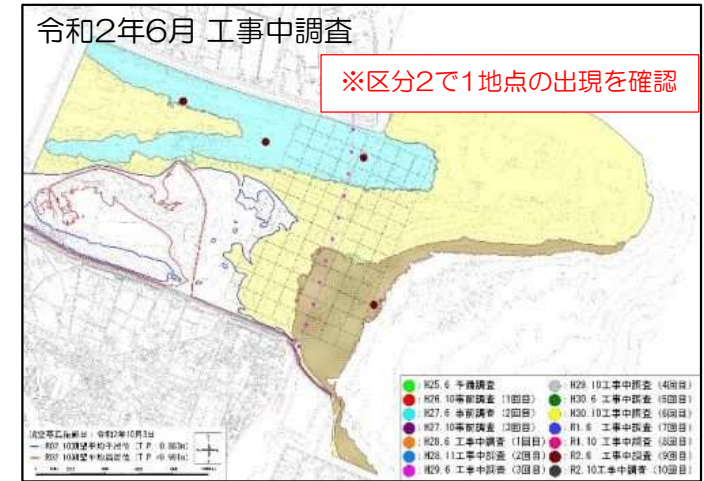 令和2年6月 工事中調査
※区分2で1地点の出現を確認
H25.6 予備調査
H26.10事前調査 (1回目)
H27.6 事前調査 (2回目)
H27.10事前調査 (3回目)
H28.6 工事中調査 (1回目)
H28.11工事中調査 (2回目)
H29.6 工事中調査 (3回目)
H29.10工事中調査 (4回目)
H30.6 工事中調査 (5回目)
H30.10工事中調査 (6回目)
R1.6 工事中調査 (7回目)
R1.10 工事中調査 (8回目)
R2.6 工事中調査 (9回目)
R2.10工事中調査 (10回目)